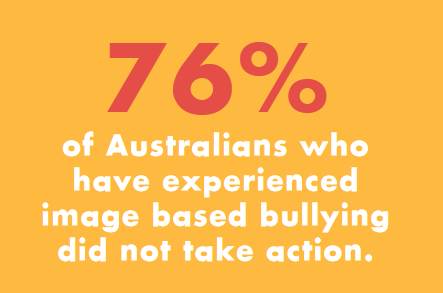 76%
of Australians who
have experienced
image based bullying
did not take action.